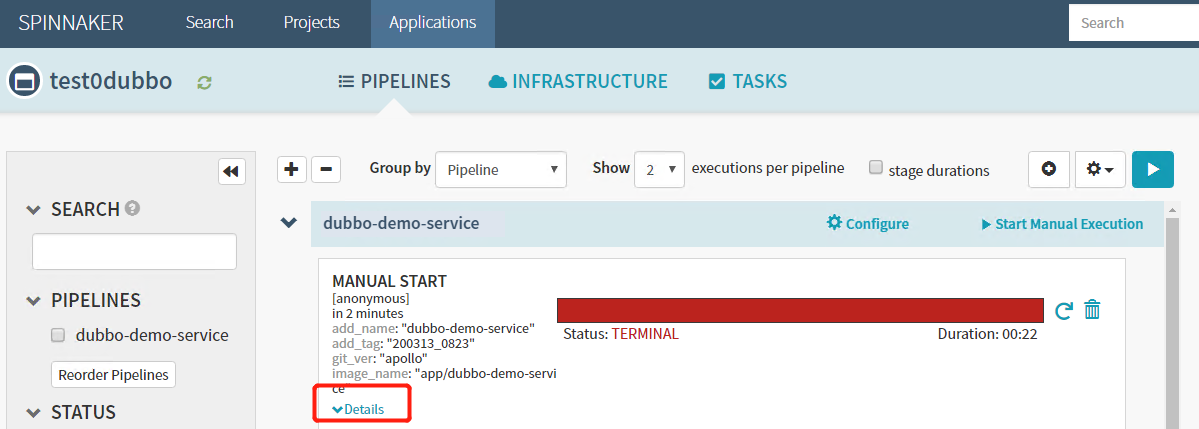 SPINNAKER Search Projects Applications Search
test0dubbo PIPELINES INFRASTRUCTURE TASKS
Group by Pipeline Show 2 executions per pipeline stage durations
SEARCH
PIPELINES
dubbo-demo-service
Reorder Pipelines
STATUS
dubbo-demo-service Configure Start Manual Execution
MANUAL START
[anonymous]
in 2 minutes
add_name: "dubbo-demo-service"
add_tag: "200313_0823"
git_ver: "apollo"
image_name: "app/dubbo-demo-servi
ce"
Details
Status: TERMINAL Duration: 00:22